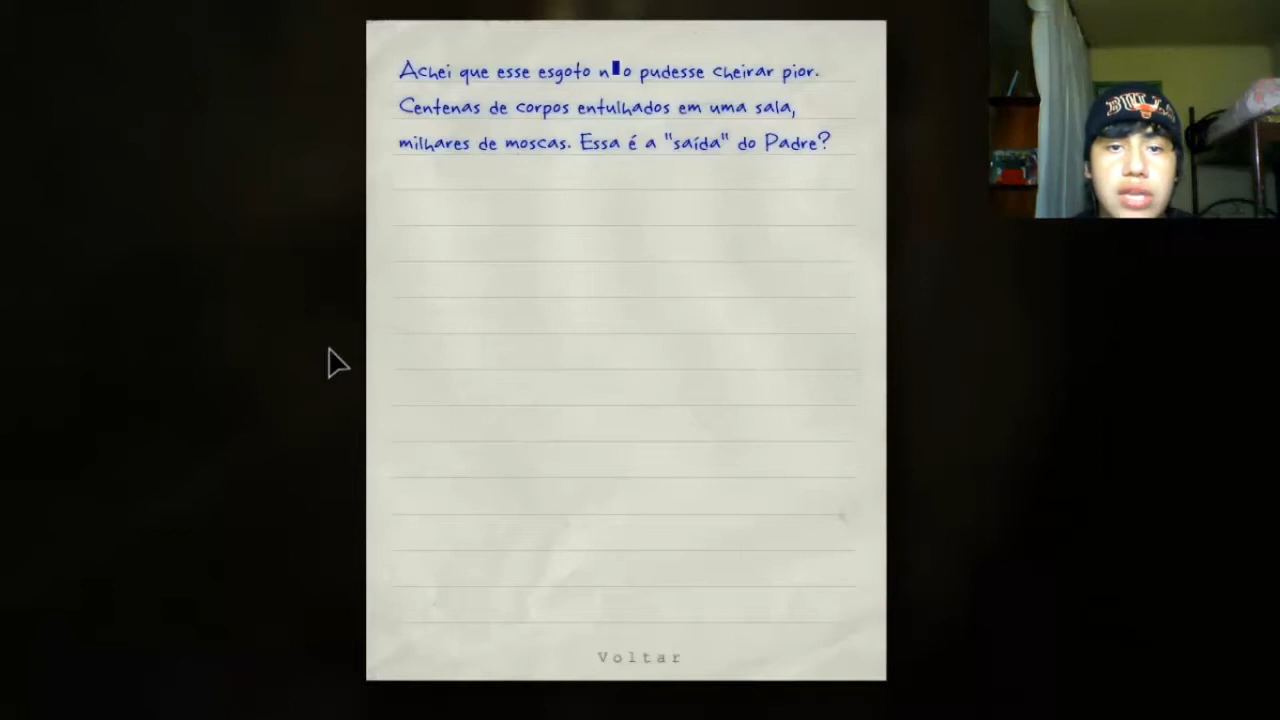 Achei que esse esgoto n▮o pudesse cheirar pior.
Centenas de corpos entulhados em uma sala,
milhares de moscas. Essa é a "saída" do Padre?
Voltar
BULLS